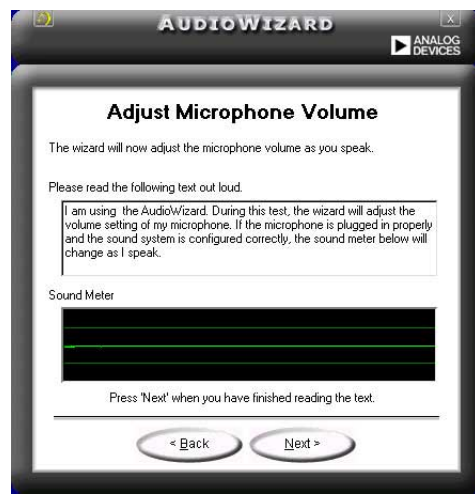 AUDIOWIZARD
X
ANALOG
DEVICES
Adjust Microphone Volume
The wizard will now adjust the microphone volume as you speak.
Please read the following text out loud.
I am using  the AudioWizard. During this test, the wizard will adjust the
volume setting of my microphone. If the microphone is plugged in properly
and the sound system is configured correctly, the sound meter below will
change as I speak.
Sound Meter
Press 'Next' when you have finished reading the text.
< Back
Next >